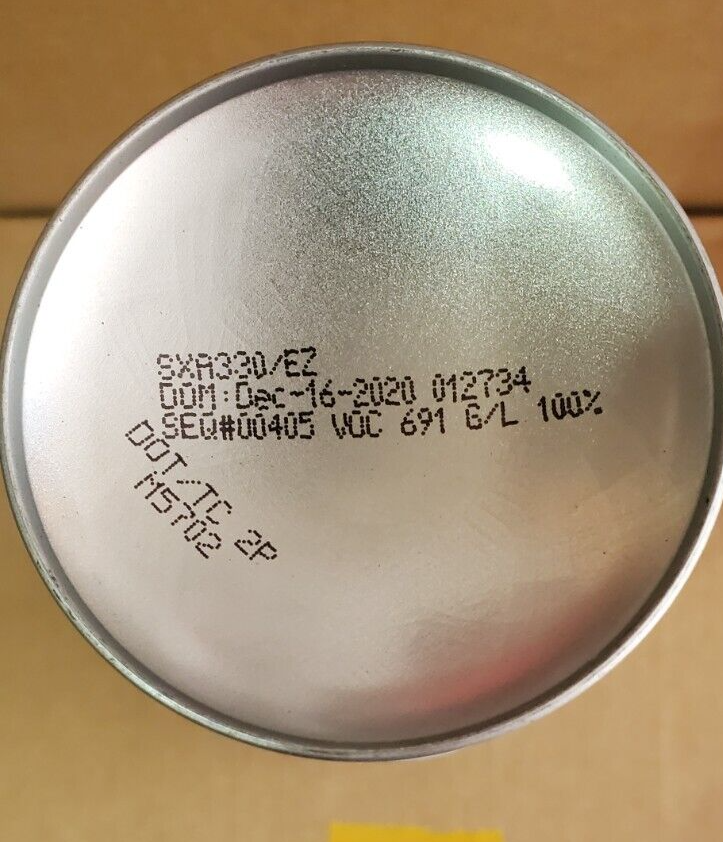 SXA330/EZ
DOM:Dec-16-2020 012734
SEQ#00405 VOC 691 G/L 100%
DOT-TC 2P
M5702